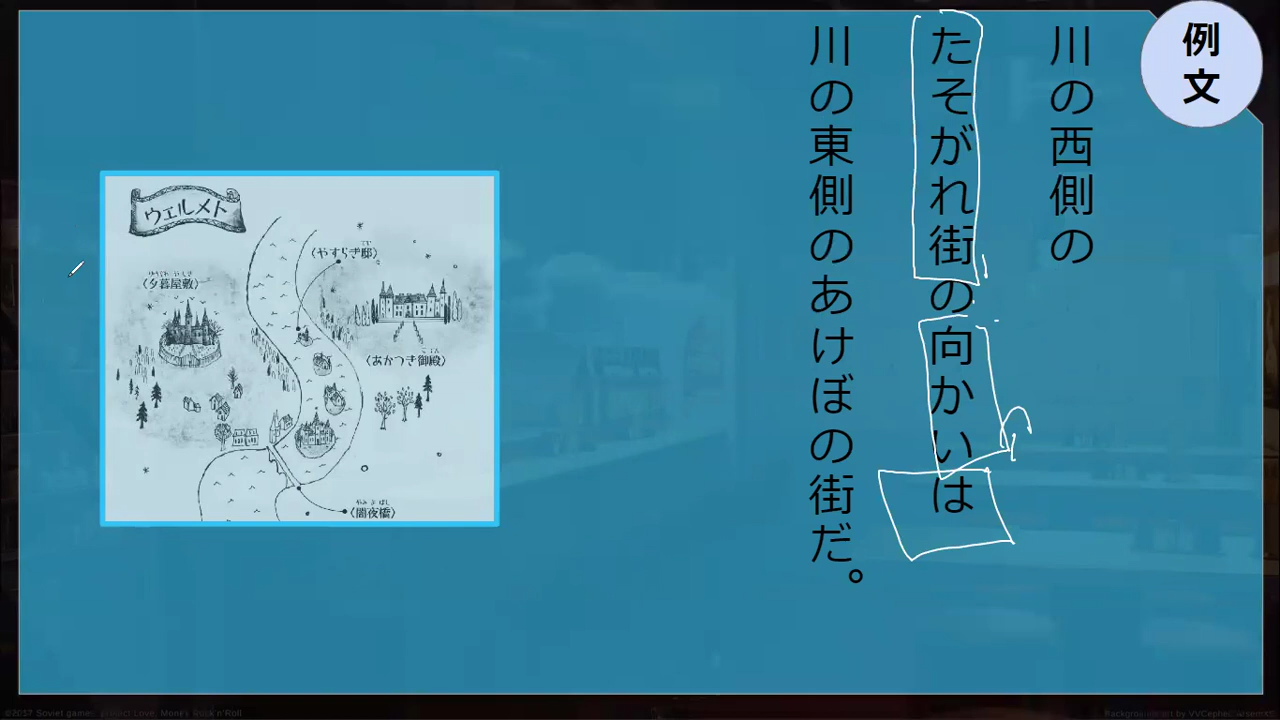 例文
川の西側の
たそがれ街の向かいは
川の東側のあけぼの街だ。
ウェルメト
〈やすらぎ邸〉
〈夕暮屋敷〉
〈あかつき御殿〉
〈闇夜橋〉